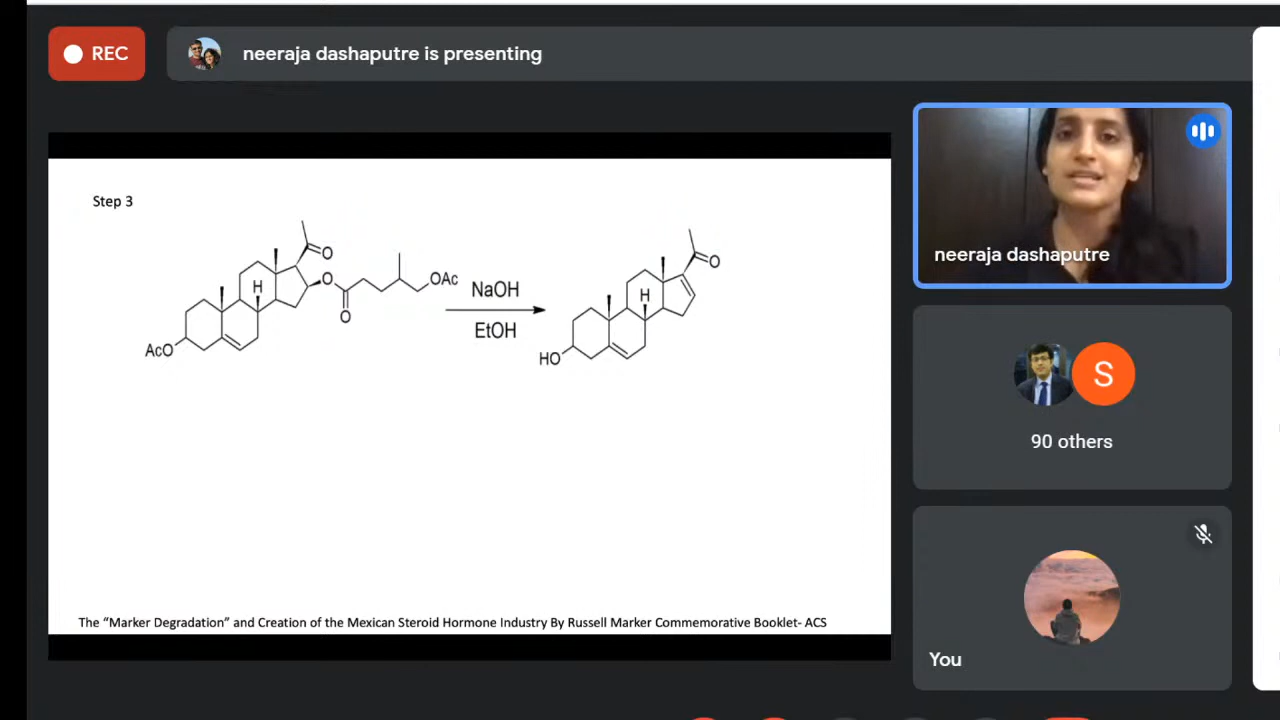 REC
neeraja dashaputre is presenting
Step 3
O
H
O
OAc
O
AcO
NaOH
EtOH
O
H
HO
The “Marker Degradation” and Creation of the Mexican Steroid Hormone Industry By Russell Marker Commemorative Booklet- ACS
neeraja dashaputre
S
90 others
You